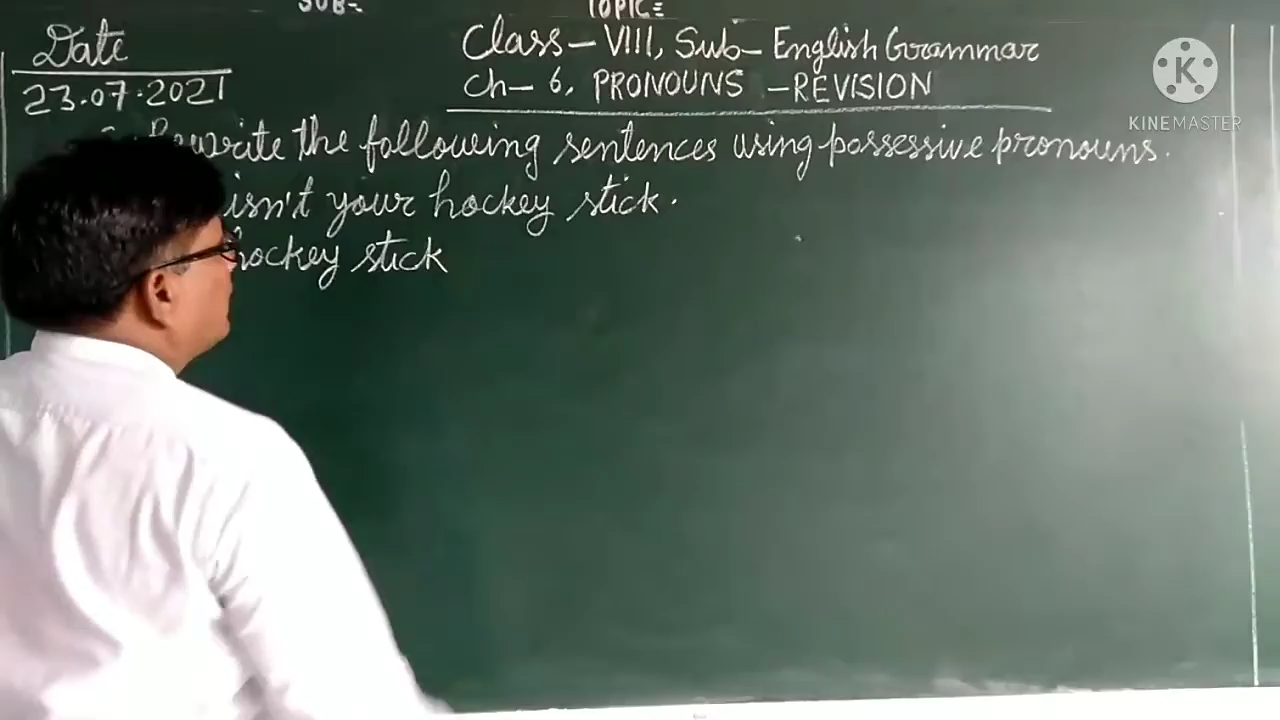 SUB-
TOPIC=
Date
23.07.2021
Class- VIII, Sub- English Grammar
Ch- 6, PRONOUNS - REVISION
Rewrite the following sentences using possessive pronouns.
isn't your hockey stick.
hockey stick
K
KINEMASTER